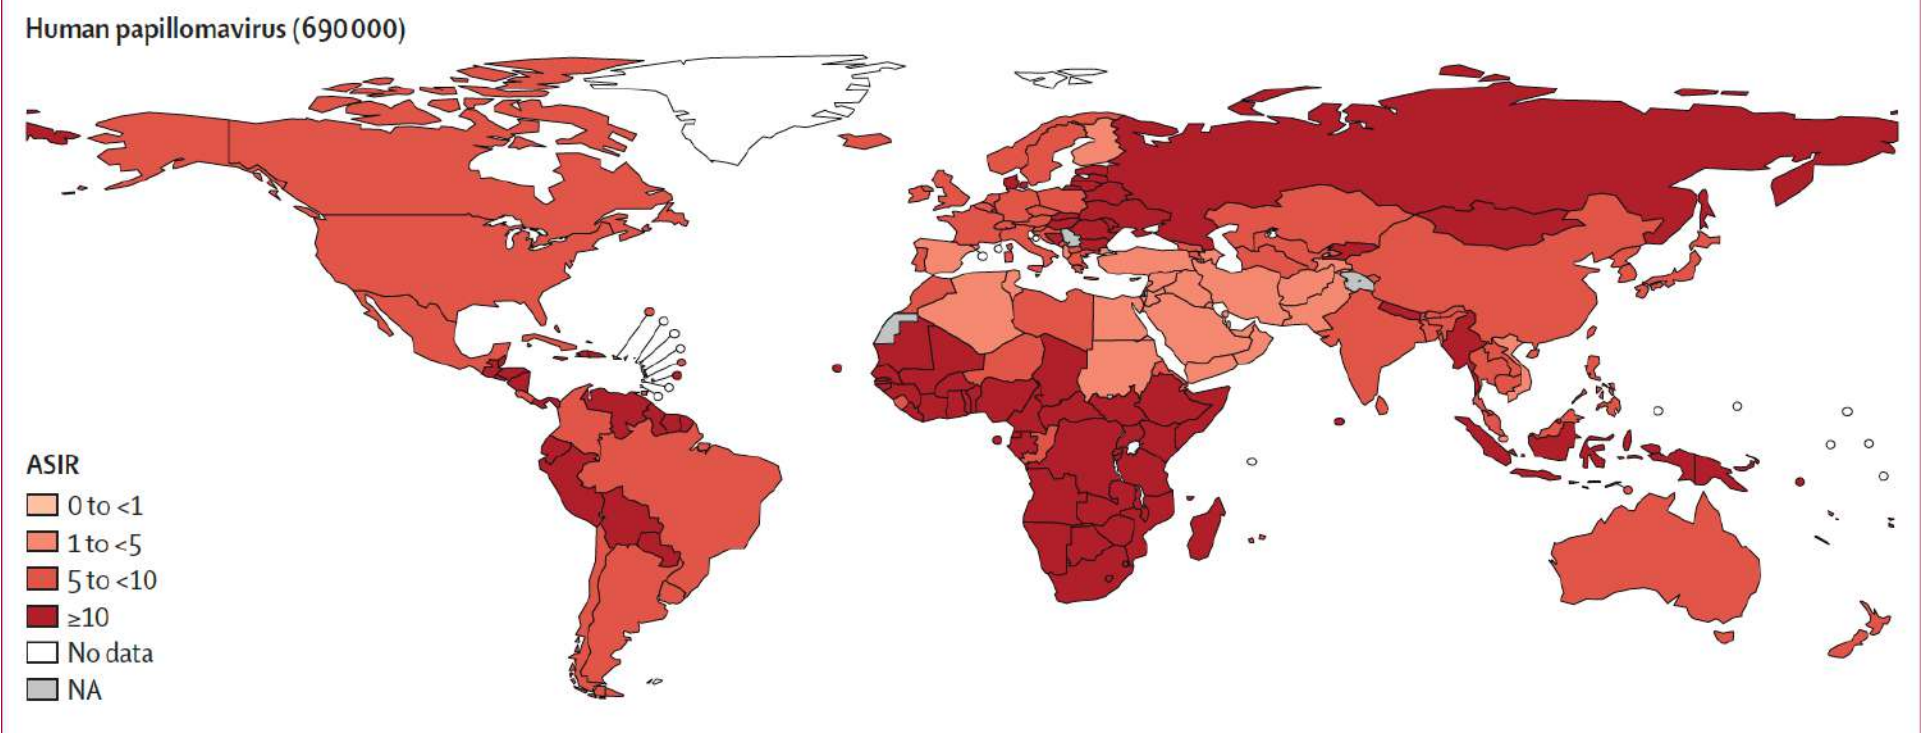 Human papillomavirus (690 000)
ASIR
0 to <1
1 to <5
5 to <10
≥10
No data
NA